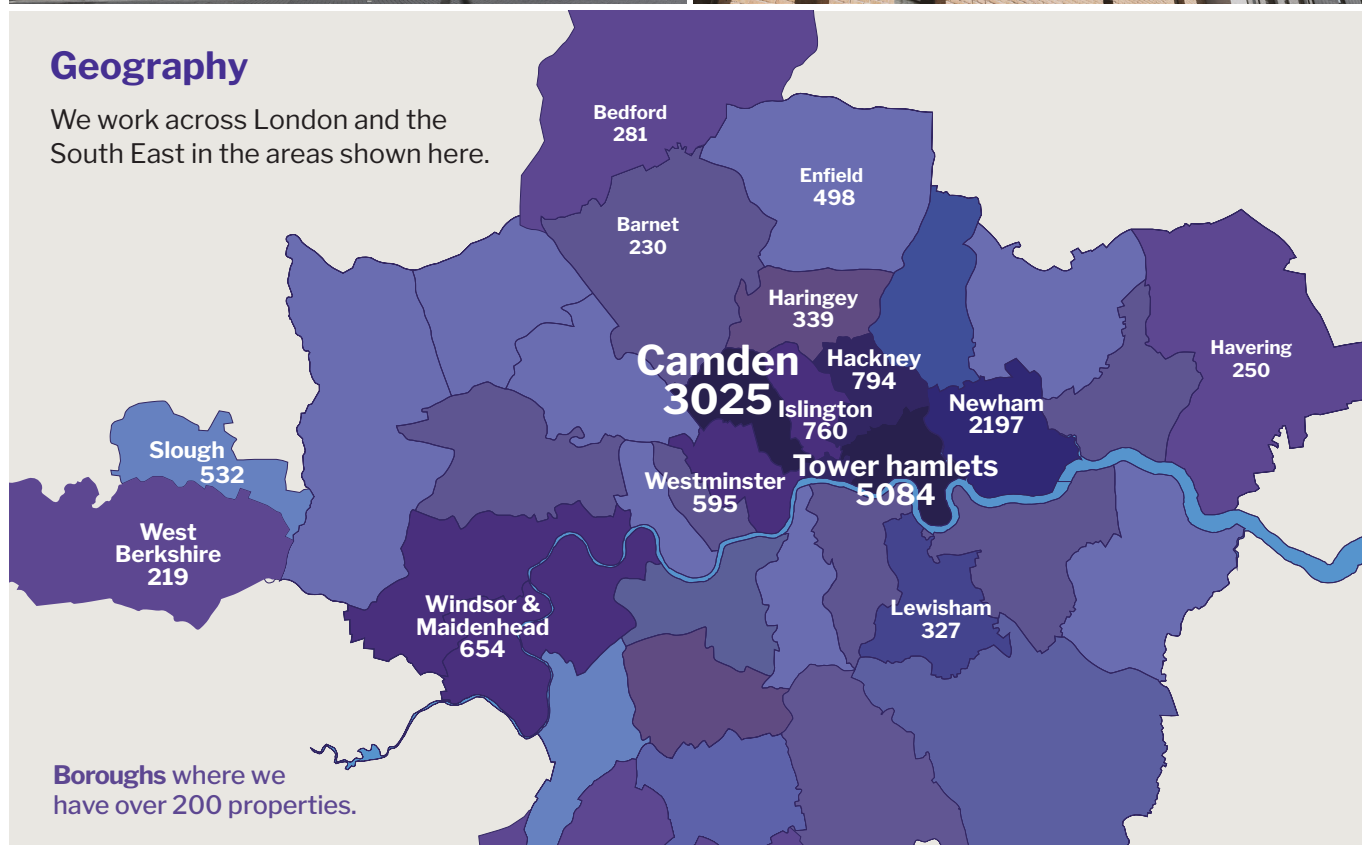 Geography
We work across London and the
South East in the areas shown here.
Bedford
281
Enfield
498
Barnet
230
Haringey
339
Camden
3025
Hackney
794
Islington
760
Newham
2197
Havering
250
Slough
532
Westminster
595
Tower hamlets
5084
West
Berkshire
219
Windsor &
Maidenhead
654
Lewisham
327
Boroughs where we
have over 200 properties.